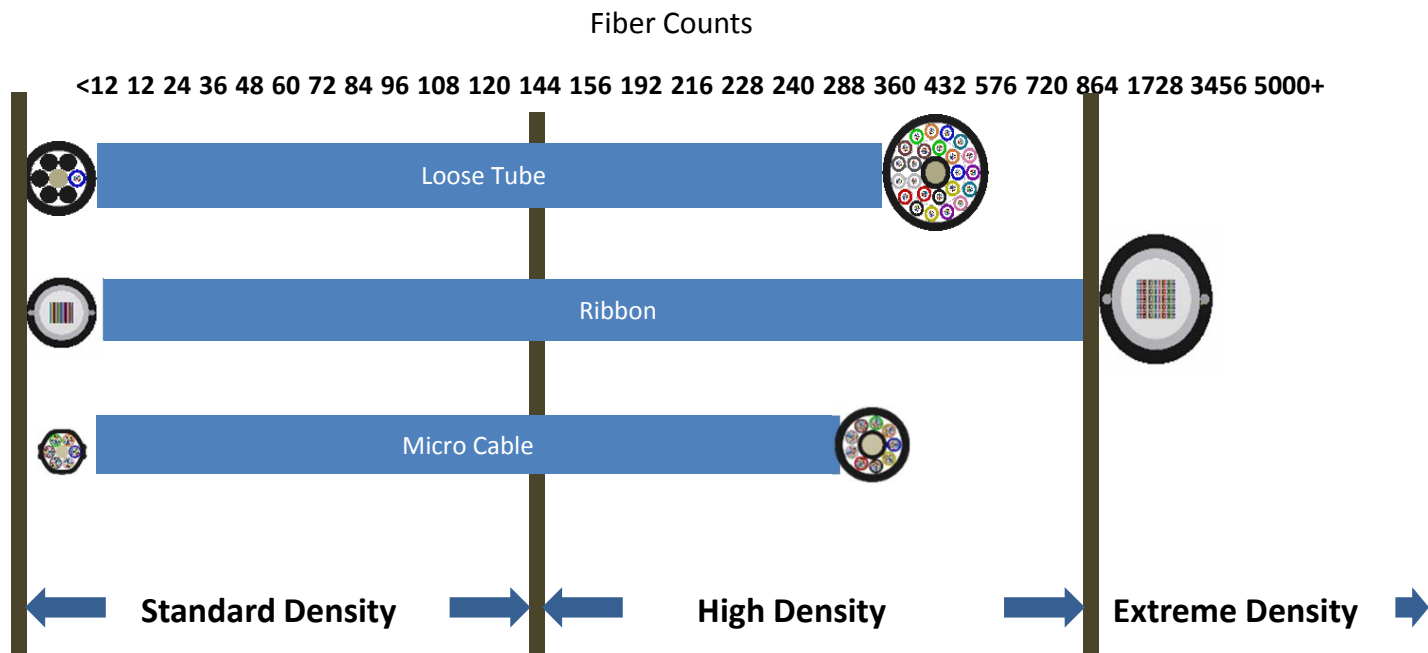 Fiber Counts
<12 12 24 36 48 60 72 84 96 108 120 144 156 192 216 228 240 288 360 432 576 720 864 1728 3456 5000+
Loose Tube
Ribbon
Micro Cable
Standard Density
High Density
Extreme Density